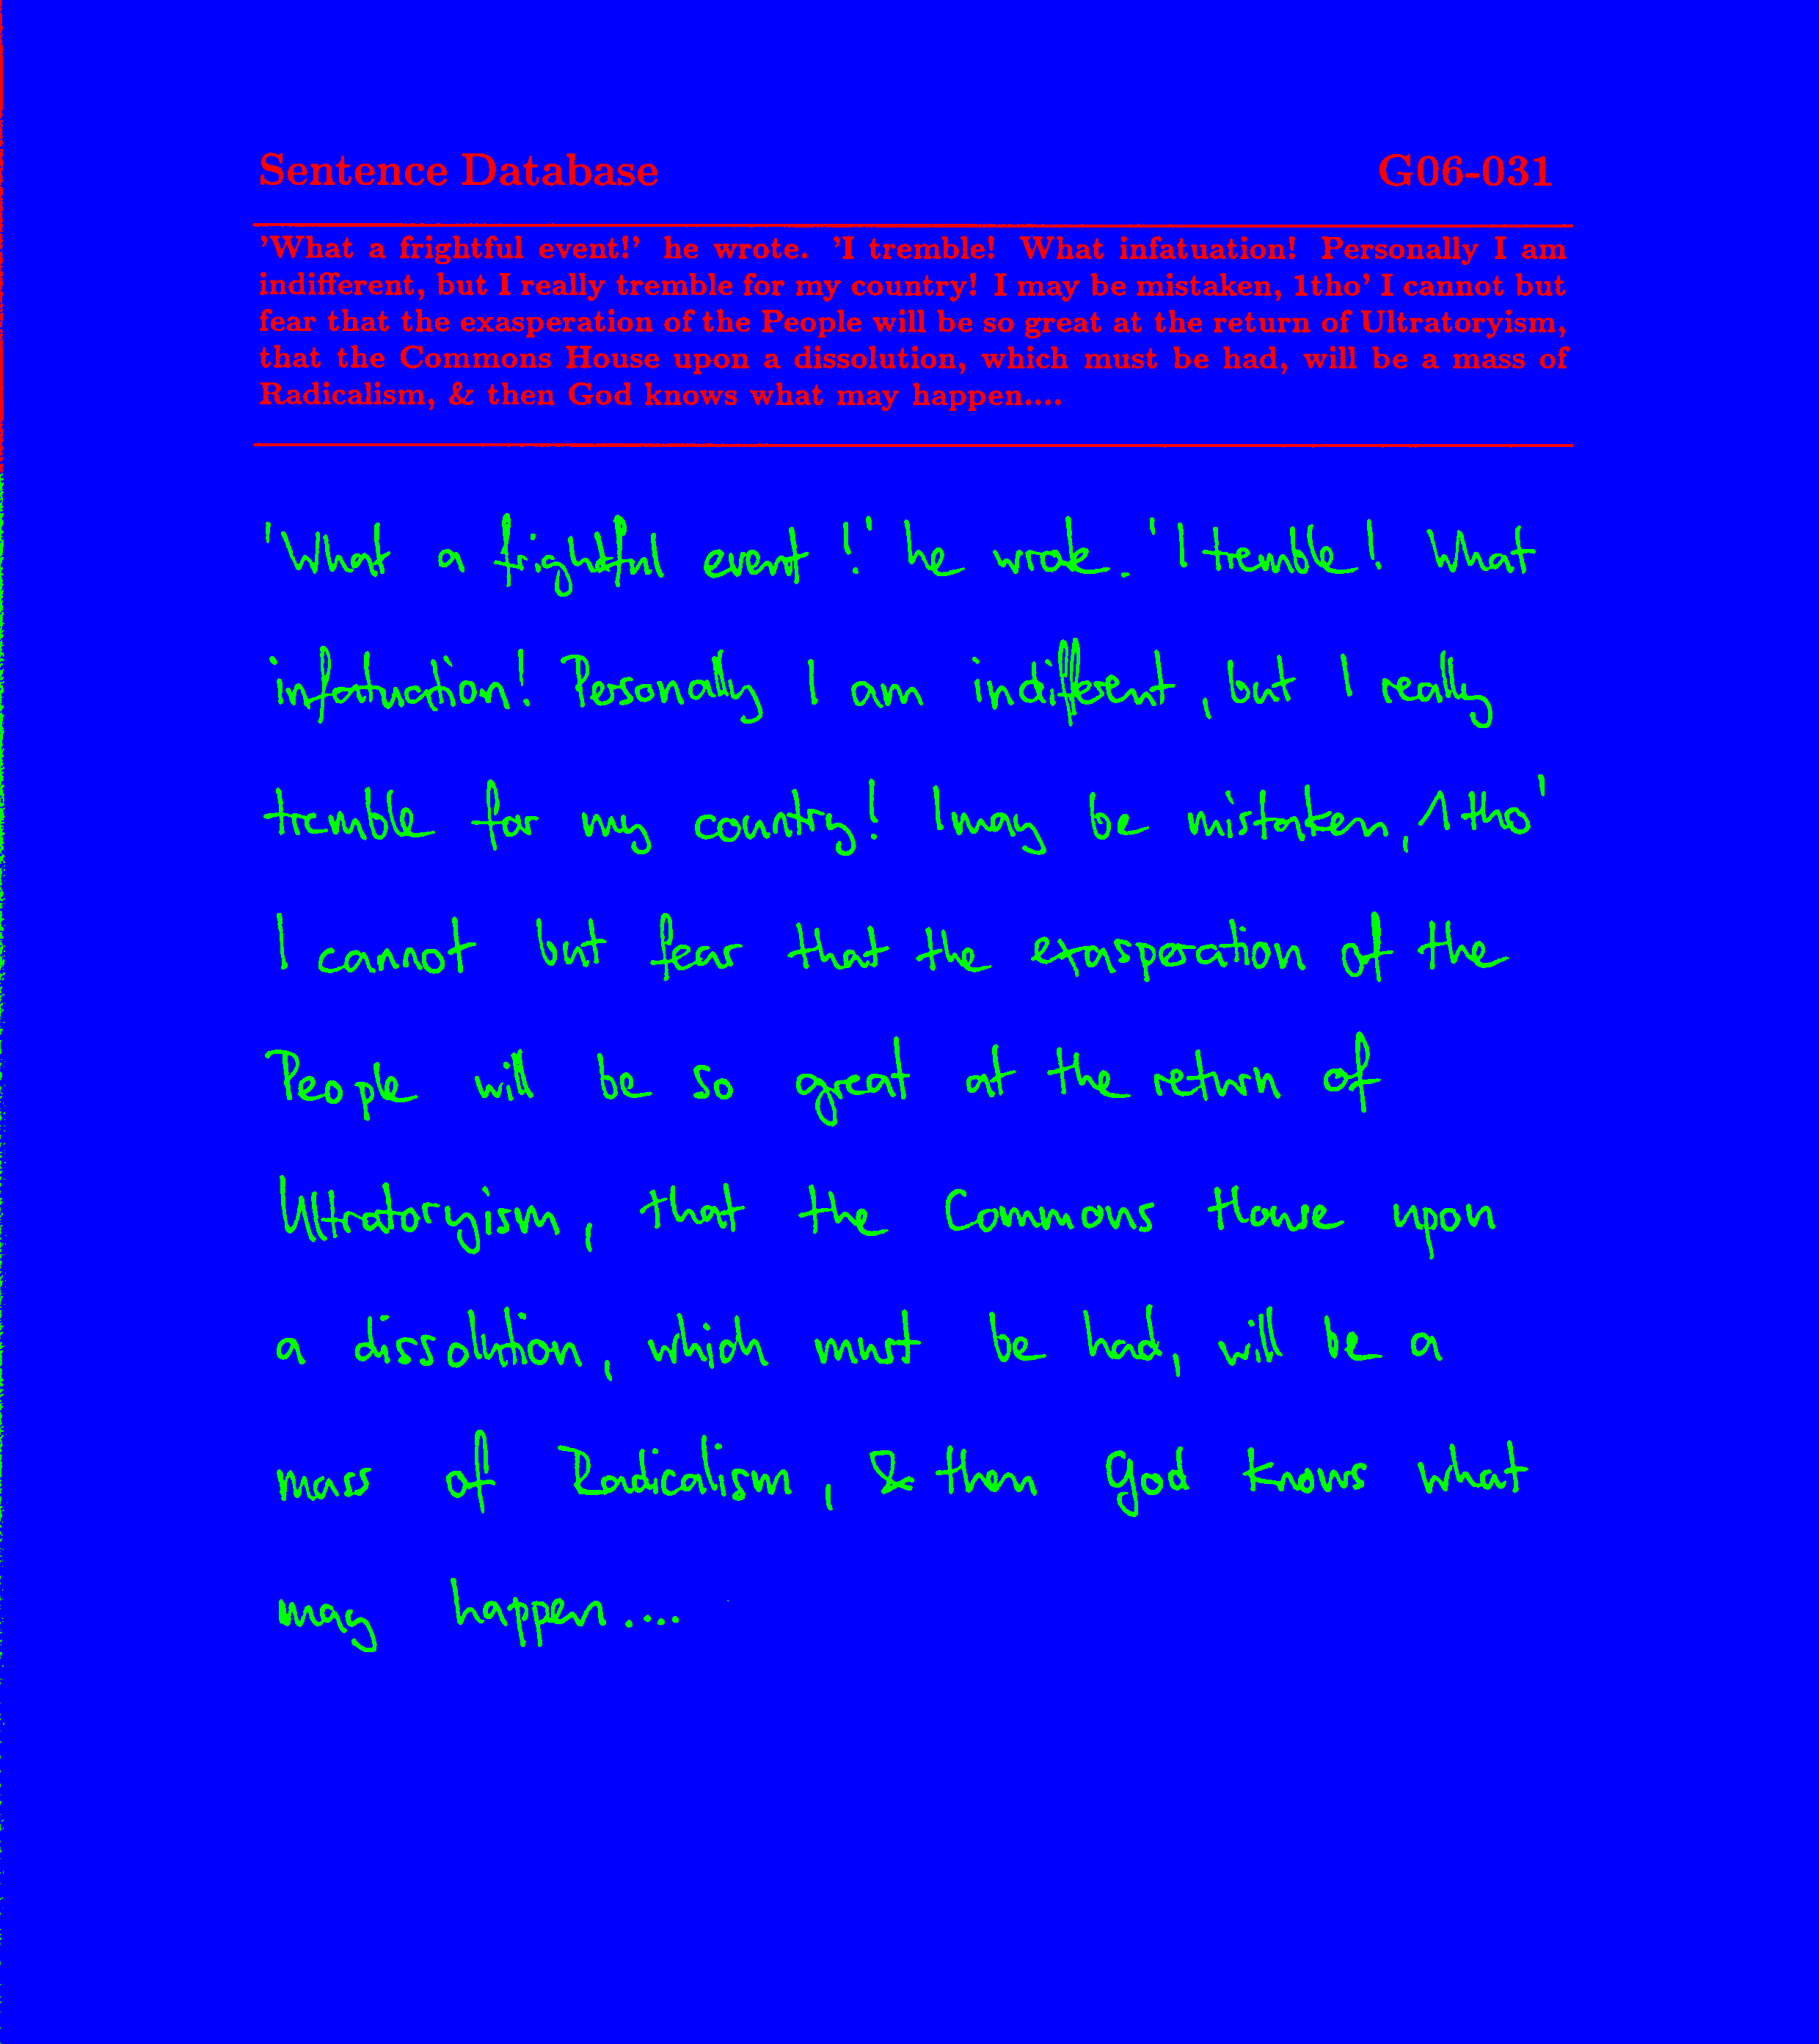 Sentence Database G06-031
'What a frightful event!' he wrote. 'I tremble! What infatuation! Personally I am
indifferent, but I really tremble for my country! I may be mistaken, 1tho' I cannot but
fear that the exasperation of the People will be so great at the return of Ultratoryism,
that the Commons House upon a dissolution, which must be had, will be a mass of
Radicalism, & then God knows what may happen....
'What a frightful event!' he wrote. 'I tremble! What
infatuation! Personally I am indifferent, but I really
tremble for my country! I may be mistaken, 1tho'
I cannot but fear that the exasperation of the
People will be so great at the return of
Ultratoryism, that the Commons House upon
a dissolution, which must be had, will be a
mass of Radicalism, & then God knows what
may happen....